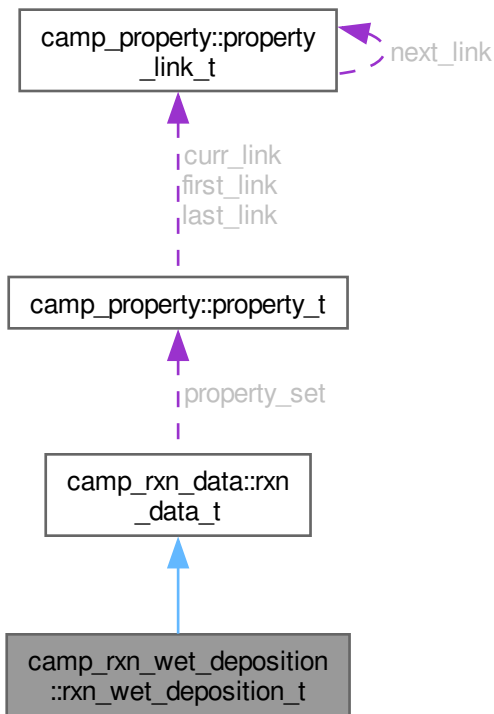 camp_property::property
_link_t
next_link
curr_link
first_link
last_link
camp_property::property_t
property_set
camp_rxn_data::rxn
_data_t
camp_rxn_wet_deposition
::rxn_wet_deposition_t